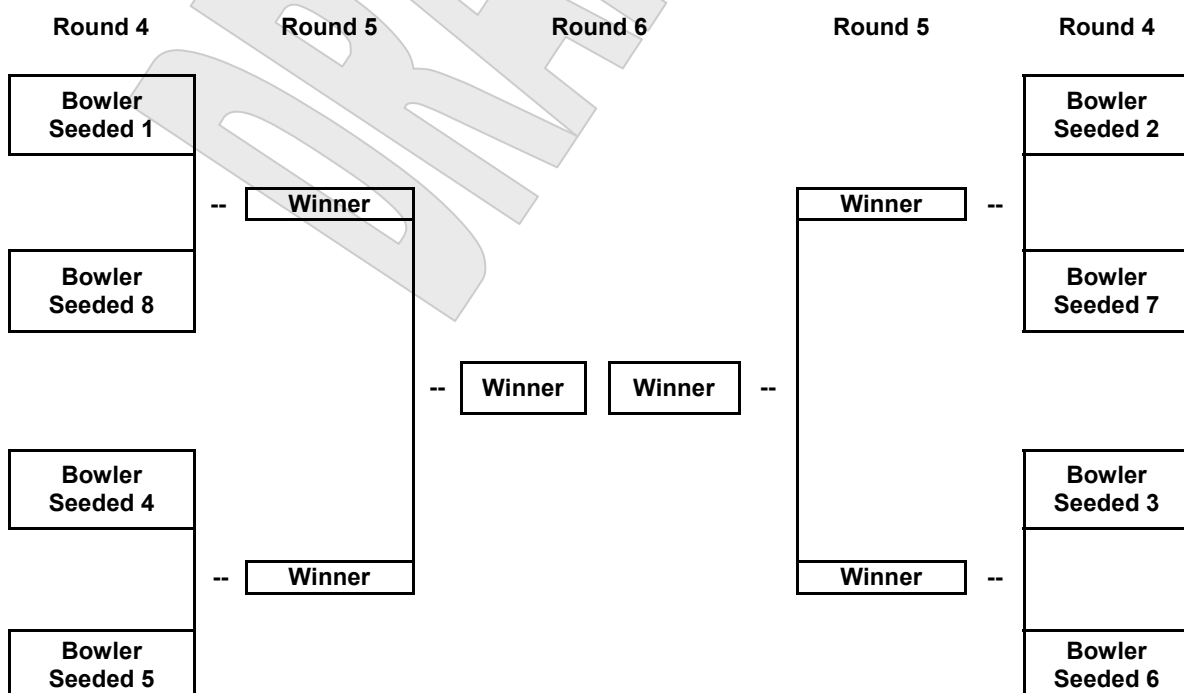 Round 4 Round 5 Round 6 Round 5 Round 4
Bowler
Seeded 1
Bowler
Seeded 2
-- Winner
Winner --
Bowler
Seeded 8
Bowler
Seeded 7
-- Winner Winner --
Bowler
Seeded 4
Bowler
Seeded 3
-- Winner
Winner --
Bowler
Seeded 5
Bowler
Seeded 6